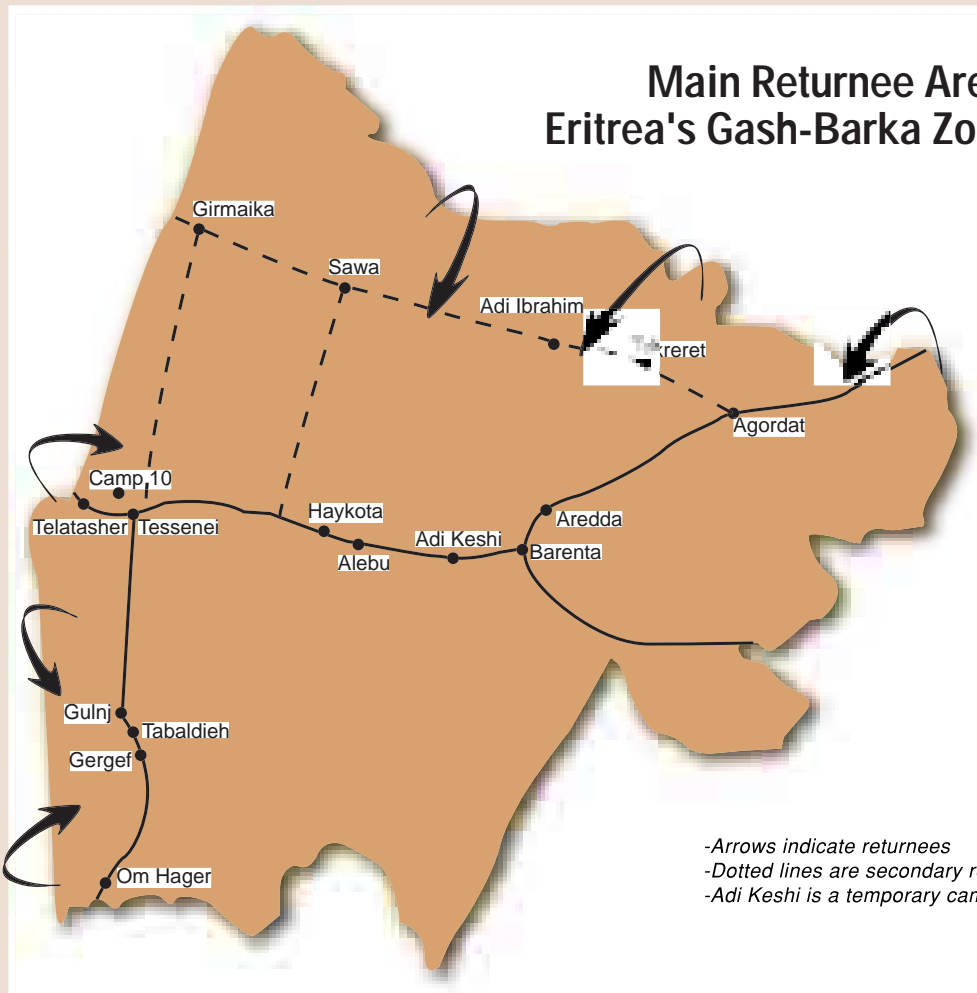 Main Returnee Are
Eritrea's Gash-Barka Zo
Girmaika
Sawa
Adi Ibrahim
Agordat
Camp 10
Telatasher
Tessenei
Haykota
Alebu
Adi Keshi
Aredda
Barenta
Gulnj
Tabaldieh
Gergef
Om Hager
-Arrows indicate returnees
-Dotted lines are secondary r
-Adi Keshi is a temporary can